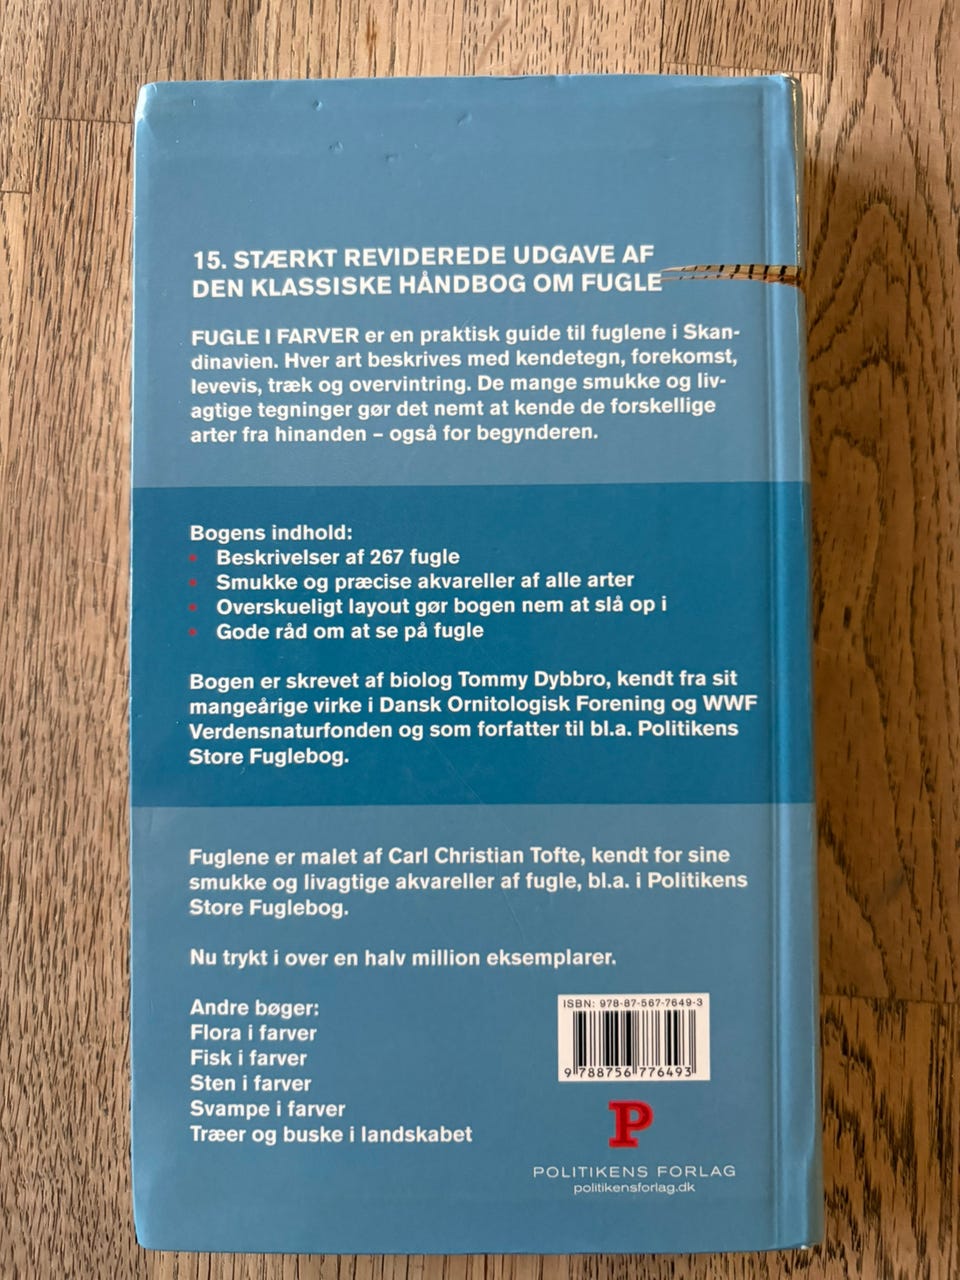 15. STÆRKT REVIDEREDE UDGAVE AF
DEN KLASSISKE HÅNDBOG OM FUGLE
FUGLE I FARVER er en praktisk guide til fuglene i Skan-
dinavien. Hver art beskrives med kendetegn, forekomst,
levevis, træk og overvintring. De mange smukke og liv-
agtige tegninger gør det nemt at kende de forskellige
arter fra hinanden – også for begynderen.
Bogens indhold:
• Beskrivelser af 267 fugle
• Smukke og præcise akvareller af alle arter
• Overskueligt layout gør bogen nem at slå op i
• Gode råd om at se på fugle
Bogen er skrevet af biolog Tommy Dybbro, kendt fra sit
mangeårige virke i Dansk Ornitologisk Forening og WWF
Verdensnaturfonden og som forfatter til bl.a. Politikens
Store Fuglebog.
Fuglene er malet af Carl Christian Tofte, kendt for sine
smukke og livagtige akvareller af fugle, bl.a. i Politikens
Store Fuglebog.
Nu trykt i over en halv million eksemplarer.
Andre bøger:
Flora i farver
Fisk i farver
Sten i farver
Svampe i farver
Træer og buske i landskabet
ISBN: 978-87-567-7649-3
9 788756 776493
P
POLITIKENS FORLAG
politikensforlag.dk